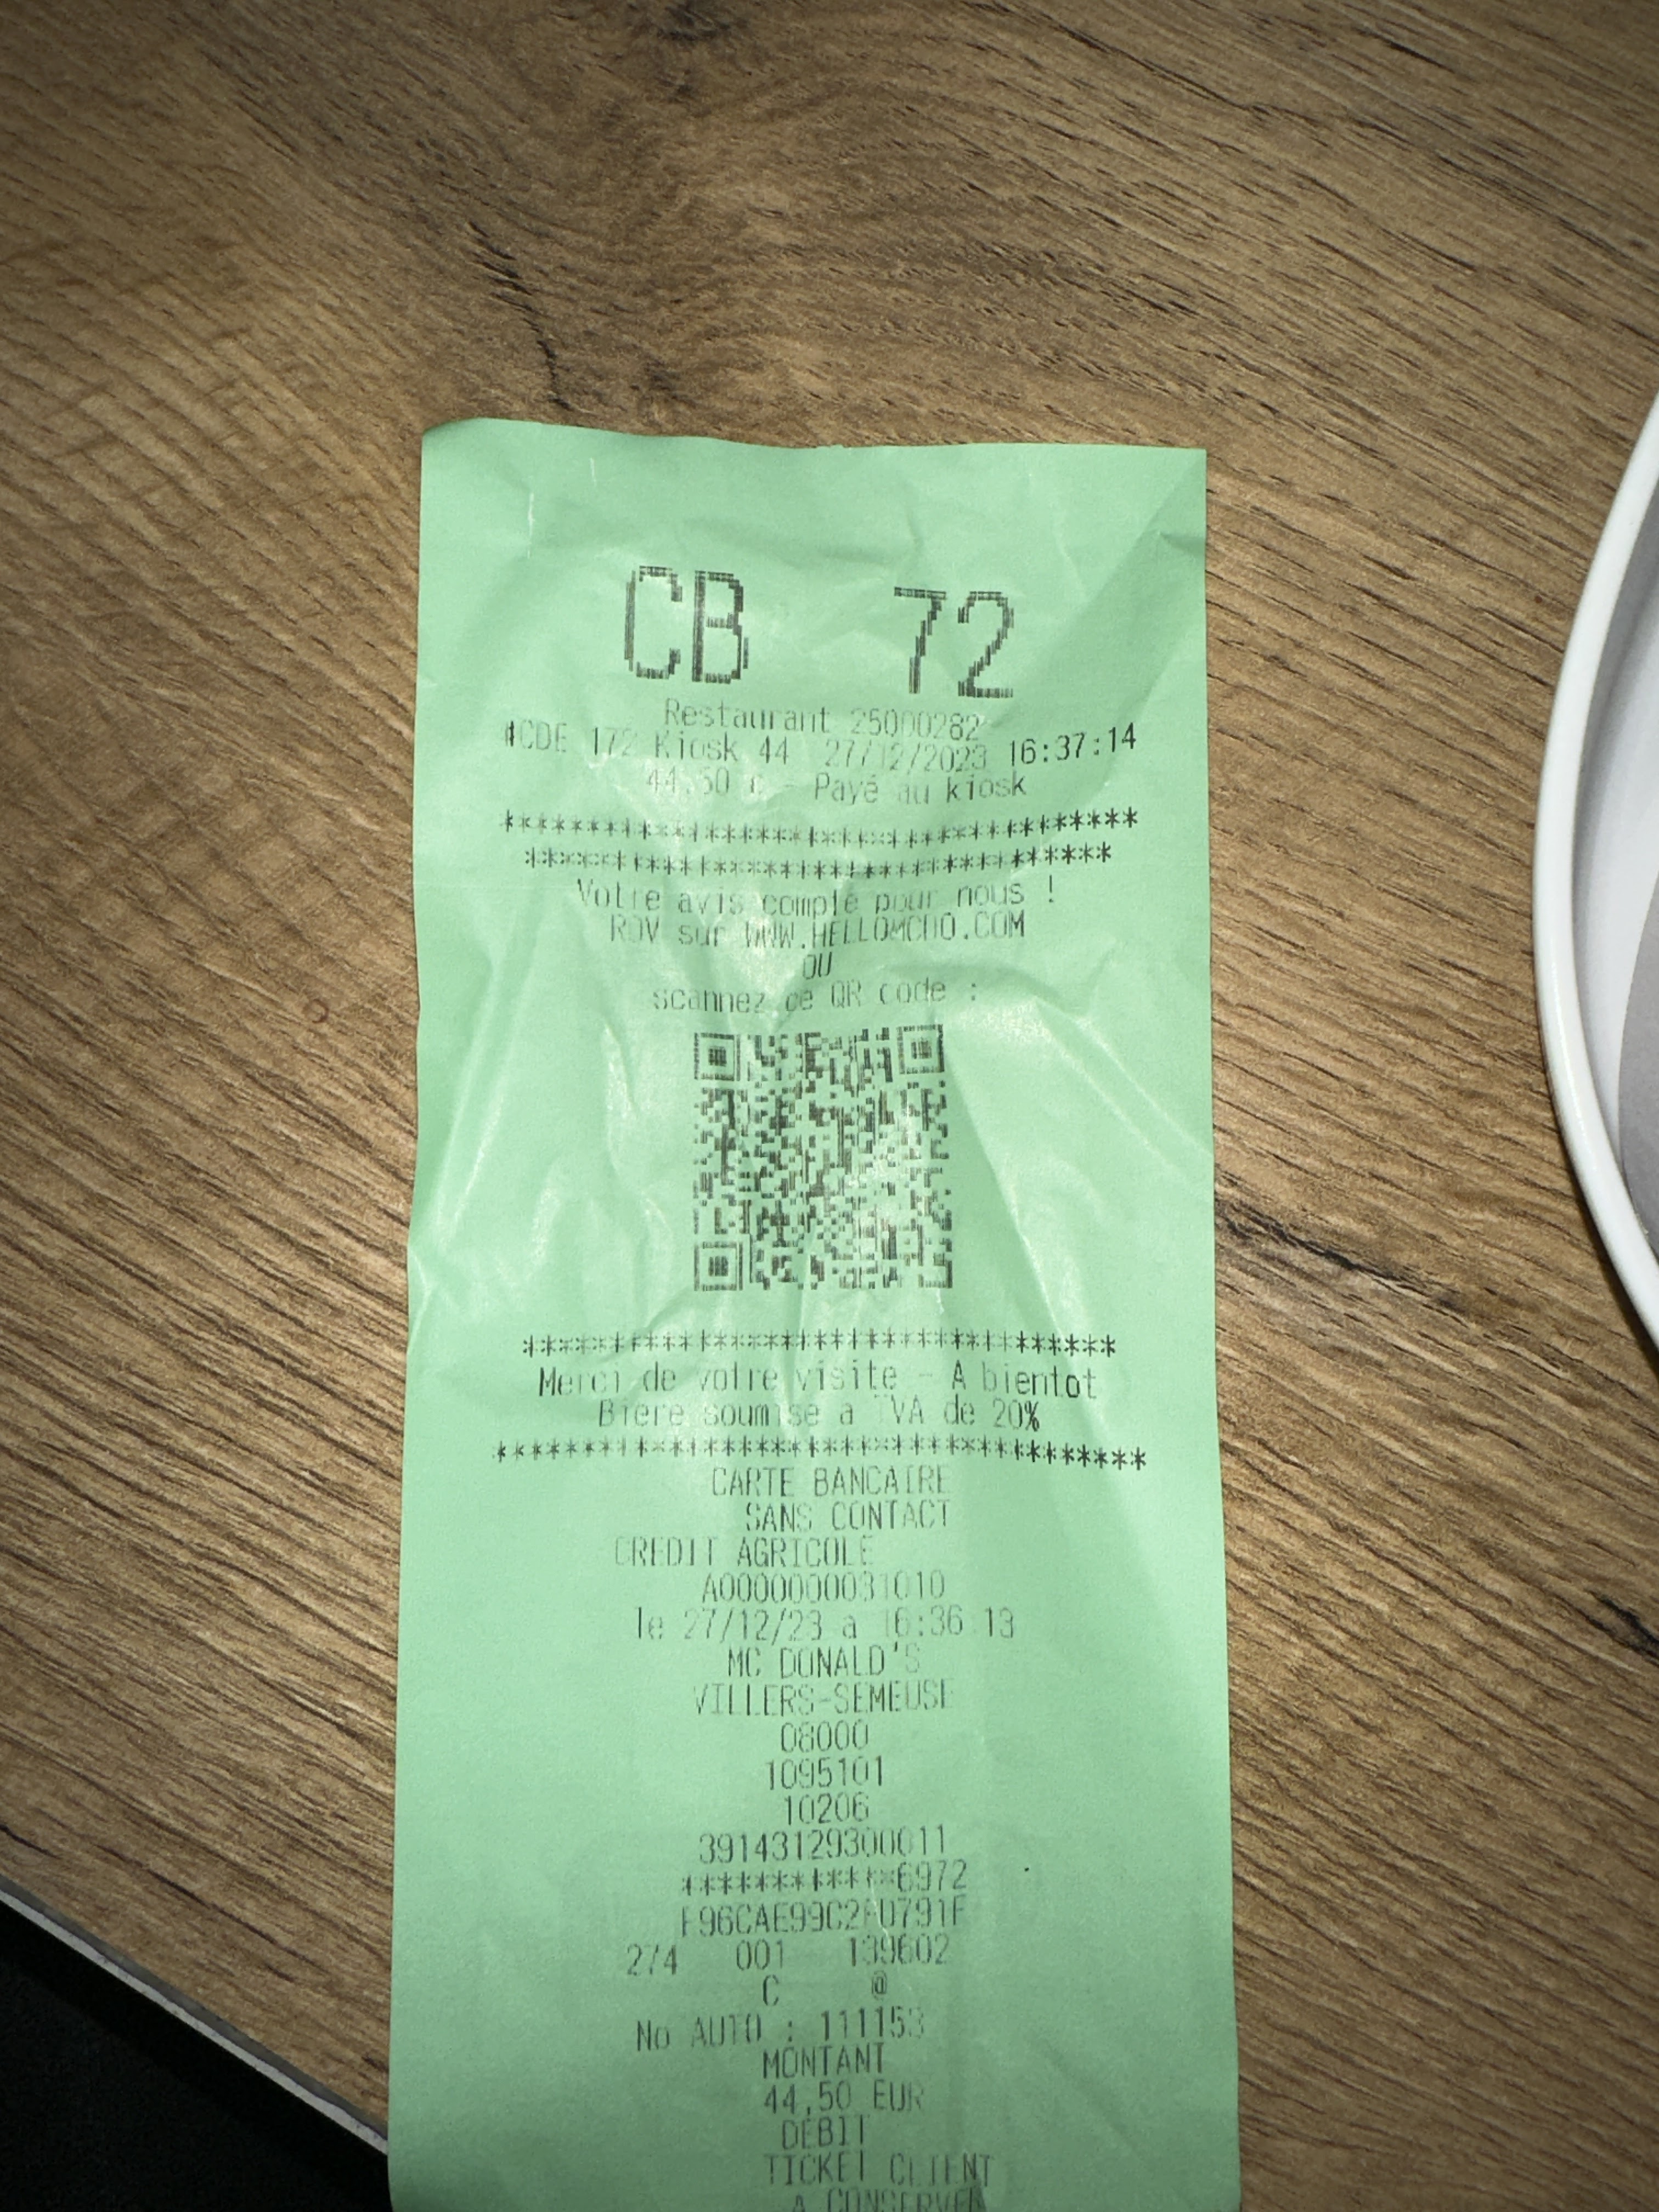 CB 72
Restaurant 25000282
#CDE 172 Kiosk 44 27/12/2023 16:37:14
44.50 € - Payé au kiosk
************************************
*********************************
Votre avis compte pour nous !
RDV sur WWW.HELLOMCDO.COM
OU
scannez ce QR code :
*********************************
Merci de votre visite - A bientot
Biere soumise a TVA de 20%
************************************
CARTE BANCAIRE
SANS CONTACT
CREDIT AGRICOLE
A0000000031010
le 27/12/23 a 16:36:13
MC DONALD'S
VILLERS-SEMEUSE
08000
1095101
10206
39143129300011
************6972
274 001 139602
C @
No AUTO : 111153
MONTANT
44,50 EUR
DEBIT
TICKET CLIENT
A CONSERVER